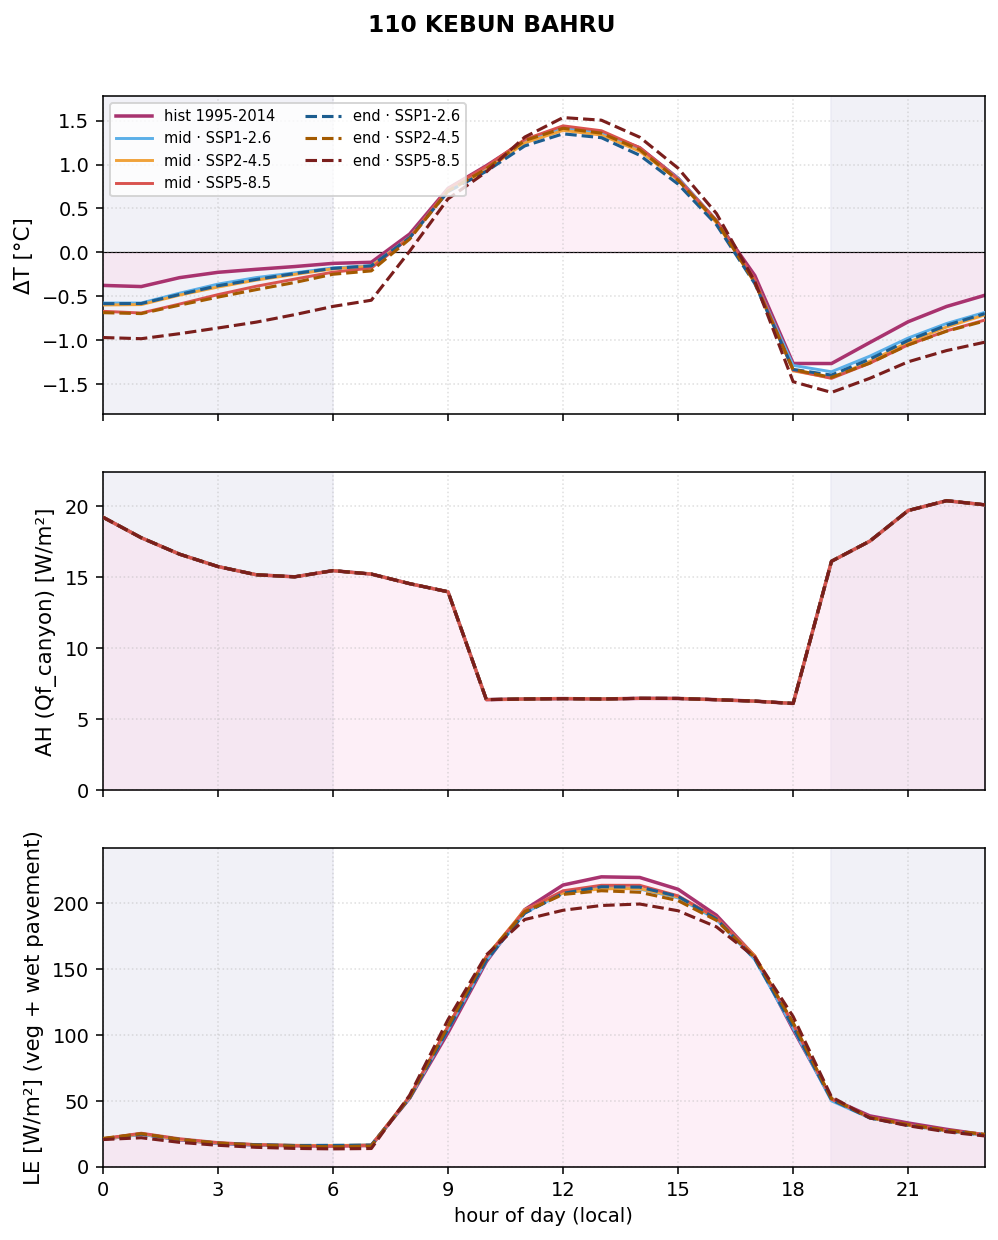 110 KEBUN BAHRU
hist 1995-2014
mid · SSP1-2.6
mid · SSP2-4.5
mid · SSP5-8.5
end · SSP1-2.6
end · SSP2-4.5
end · SSP5-8.5
ΔT [°C]
1.5
1.0
0.5
0.0
−0.5
−1.0
−1.5
AH (Qf_canyon) [W/m²]
20
15
10
5
0
LE [W/m²] (veg + wet pavement)
200
150
100
50
0
0 3 6 9 12 15 18 21
hour of day (local)